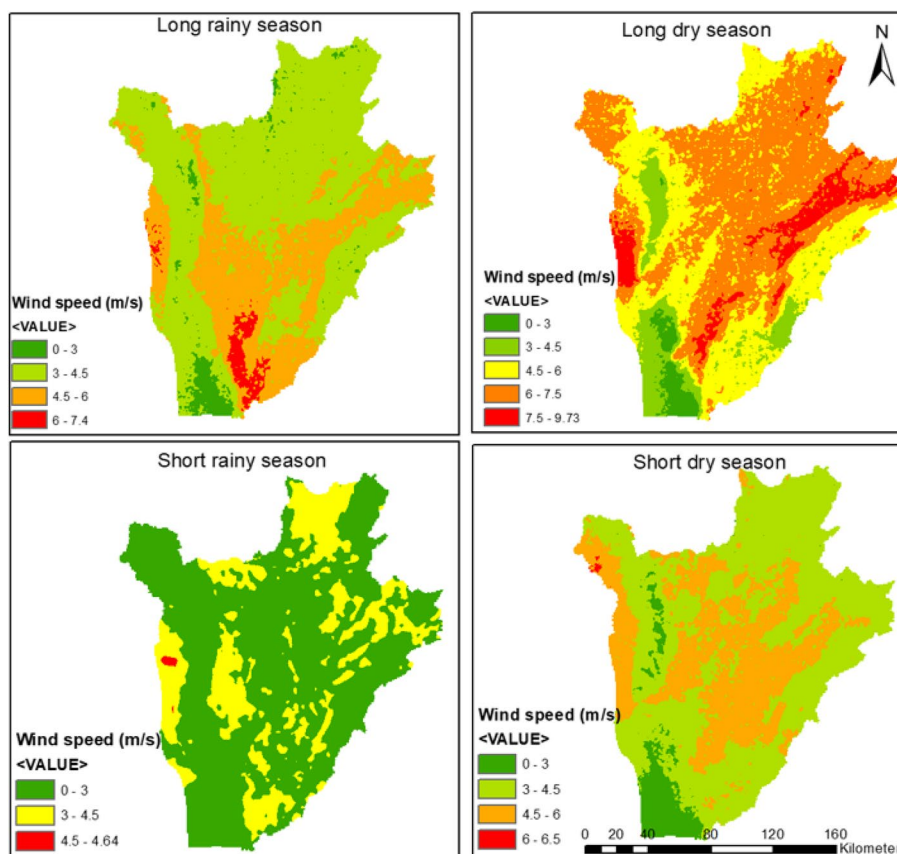 Long rainy season
Wind speed (m/s)
<VALUE>
0 - 3
3 - 4.5
4.5 - 6
6 - 7.4
Long dry season
N
Wind speed (m/s)
<VALUE>
0 - 3
3 - 4.5
4.5 - 6
6 - 7.5
7.5 - 9.73
Short rainy season
Wind speed (m/s)
<VALUE>
0 - 3
3 - 4.5
4.5 - 4.64
Short dry season
Wind speed (m/s)
<VALUE>
0 - 3
3 - 4.5
4.5 - 6
6 - 6.5
0 20 40 80 120 160
Kilometer